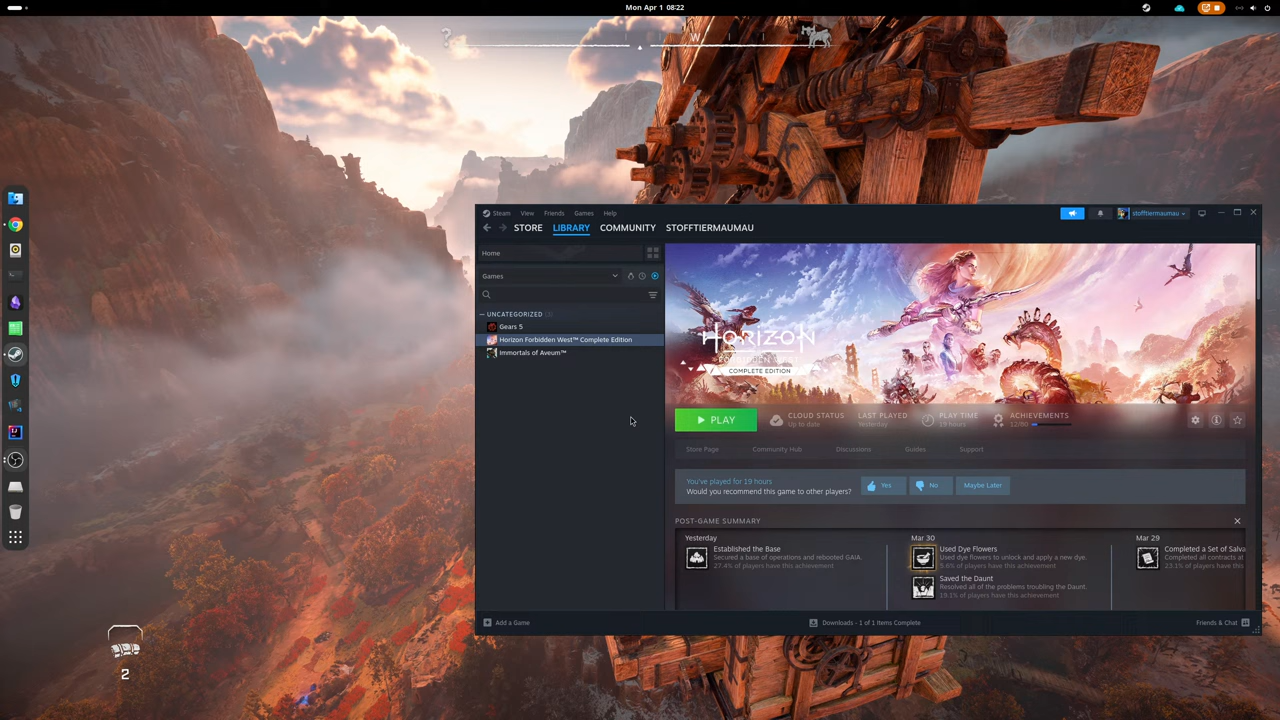 Mon Apr 1 08:22
W
Steam View Friends Games Help
stofftiermaumau
STORE LIBRARY COMMUNITY STOFFTIERMAUMAU
Home
Games
UNCATEGORIZED (3)
Gears 5
Horizon Forbidden West™ Complete Edition
Immortals of Aveum™
HORIZON
FORBIDDEN WEST
COMPLETE EDITION
PLAY
CLOUD STATUS
Up to date
LAST PLAYED
Yesterday
PLAY TIME
19 hours
ACHIEVEMENTS
12/80
Store Page Community Hub Discussions Guides Support
You've played for 19 hours
Would you recommend this game to other players?
Yes No Maybe Later
POST-GAME SUMMARY
Yesterday
Established the Base
Secured a base of operations and rebooted GAIA.
27.4% of players have this achievement
Mar 30
Used Dye Flowers
Used dye flowers to unlock and apply a new dye.
5.6% of players have this achievement
Saved the Daunt
Resolved all of the problems troubling the Daunt.
19.1% of players have this achievement
Mar 29
Completed a Set of Salva
Completed all contracts at
23.1% of players have this
Add a Game
Downloads - 1 of 1 Items Complete
Friends & Chat
2